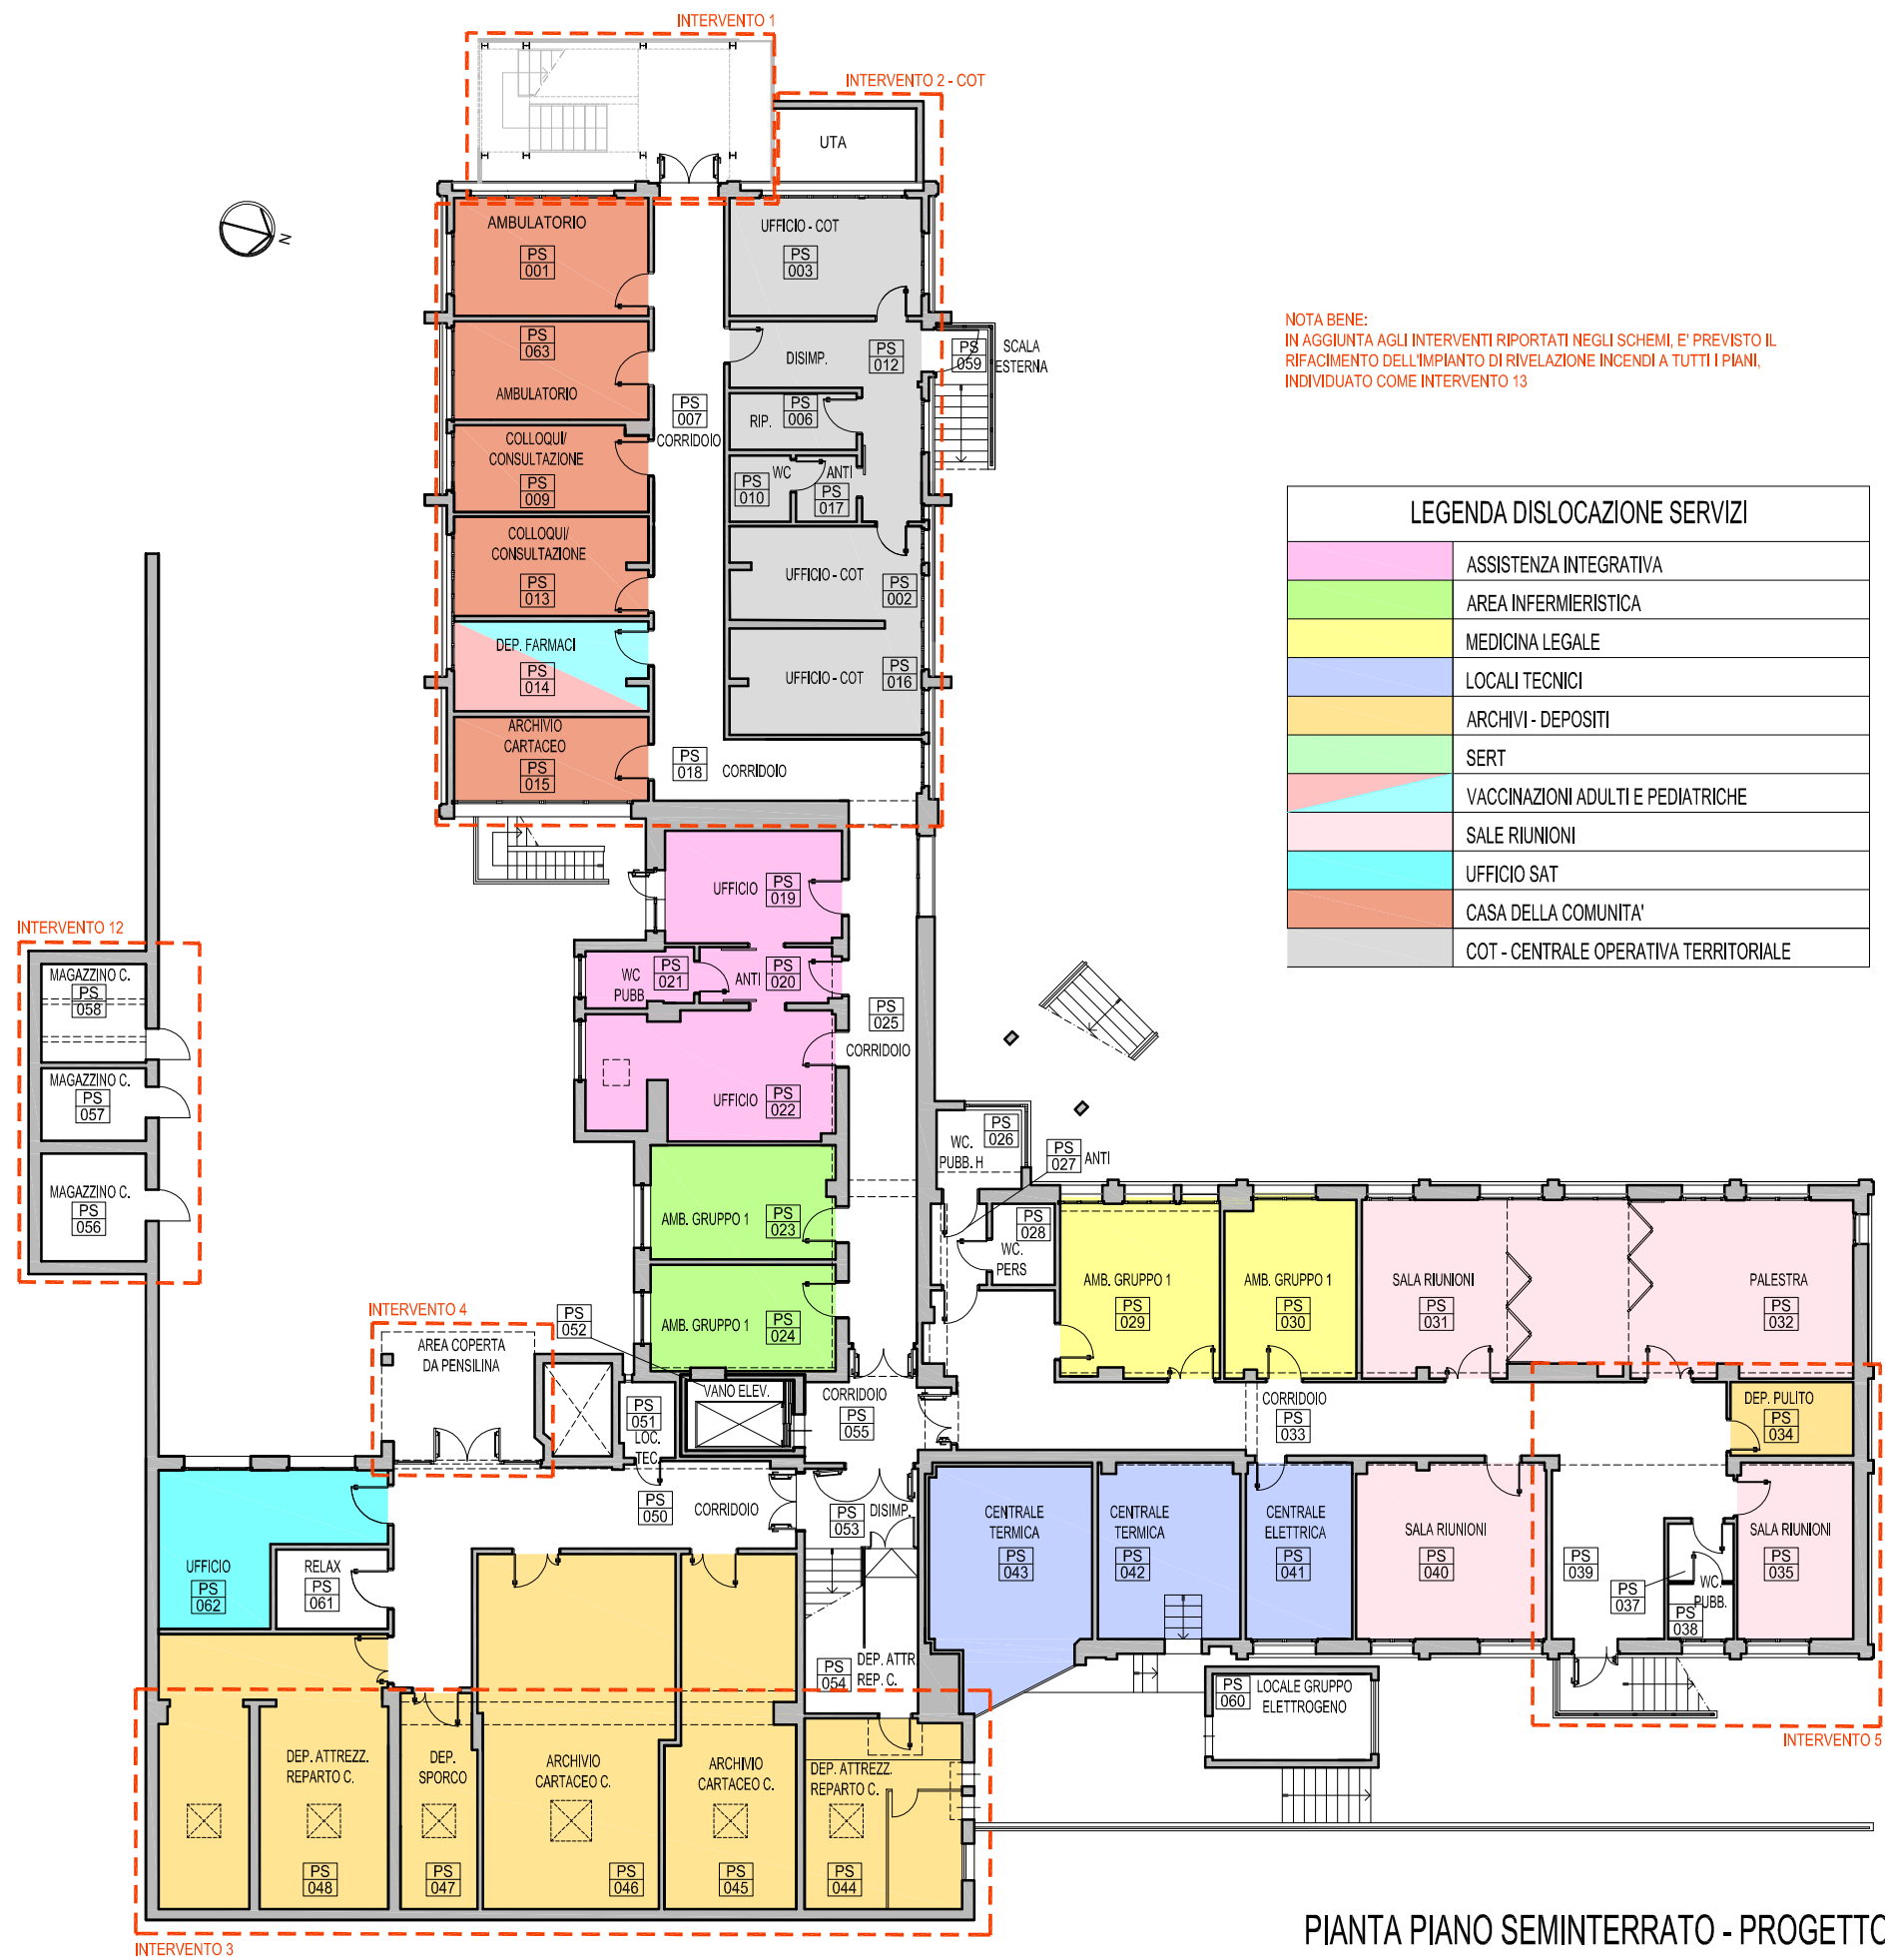 INTERVENTO 1
INTERVENTO 2 - COT
UTA
N
AMBULATORIO
PS
001
UFFICIO - COT
PS
003
PS
063
AMBULATORIO
DISIMP.
PS
012
PS
059
SCALA
ESTERNA
PS
007
CORRIDOIO
RIP.
PS
006
COLLOQUI/
CONSULTAZIONE
PS
009
WC
PS
010
ANTI
PS
017
COLLOQUI/
CONSULTAZIONE
PS
013
UFFICIO - COT
PS
002
DEP. FARMACI
PS
014
UFFICIO - COT
PS
016
ARCHIVIO
CARTACEO
PS
015
PS
018
CORRIDOIO
NOTA BENE:
IN AGGIUNTA AGLI INTERVENTI RIPORTATI NEGLI SCHEMI, E' PREVISTO IL
RIFACIMENTO DELL'IMPIANTO DI RIVELAZIONE INCENDI A TUTTI I PIANI,
INDIVIDUATO COME INTERVENTO 13
LEGENDA DISLOCAZIONE SERVIZI
ASSISTENZA INTEGRATIVA
AREA INFERMIERISTICA
MEDICINA LEGALE
LOCALI TECNICI
ARCHIVI - DEPOSITI
SERT
VACCINAZIONI ADULTI E PEDIATRICHE
SALE RIUNIONI
UFFICIO SAT
CASA DELLA COMUNITA'
COT - CENTRALE OPERATIVA TERRITORIALE
UFFICIO
PS
019
WC
PUBB
PS
021
ANTI
PS
020
PS
025
CORRIDOIO
UFFICIO
PS
022
INTERVENTO 12
MAGAZZINO C.
PS
058
MAGAZZINO C.
PS
057
MAGAZZINO C.
PS
056
AMB. GRUPPO 1
PS
023
AMB. GRUPPO 1
PS
024
WC.
PUBB. H
PS
026
PS
027
ANTI
PS
028
WC.
PERS
AMB. GRUPPO 1
PS
029
AMB. GRUPPO 1
PS
030
SALA RIUNIONI
PS
031
PALESTRA
PS
032
INTERVENTO 4
AREA COPERTA
DA PENSILINA
PS
052
VANO ELEV.
PS
051
LOC.
TEC.
CORRIDOIO
PS
055
CORRIDOIO
PS
033
DEP. PULITO
PS
034
PS
050
CORRIDOIO
PS
053
DISIMP.
UFFICIO
PS
062
RELAX
PS
061
CENTRALE
TERMICA
PS
043
CENTRALE
TERMICA
PS
042
CENTRALE
ELETTRICA
PS
041
SALA RIUNIONI
PS
040
PS
039
PS
037
WC.
PUBB.
PS
038
SALA RIUNIONI
PS
035
PS
054
DEP. ATTR.
REP. C.
PS
060
LOCALE GRUPPO
ELETTROGENO
INTERVENTO 5
DEP. ATTREZZ.
REPARTO C.
PS
048
DEP.
SPORCO
PS
047
ARCHIVIO
CARTACEO C.
PS
046
ARCHIVIO
CARTACEO C.
PS
045
DEP. ATTREZZ.
REPARTO C.
PS
044
INTERVENTO 3
PIANTA PIANO SEMINTERRATO - PROGETTO